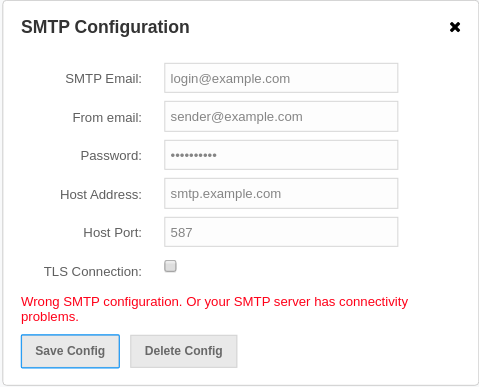 SMTP Configuration
SMTP Email: login@example.com
From email: sender@example.com
Password: ••••••••••
Host Address: smtp.example.com
Host Port: 587
TLS Connection:
Wrong SMTP configuration. Or your SMTP server has connectivity
problems.
Save Config Delete Config